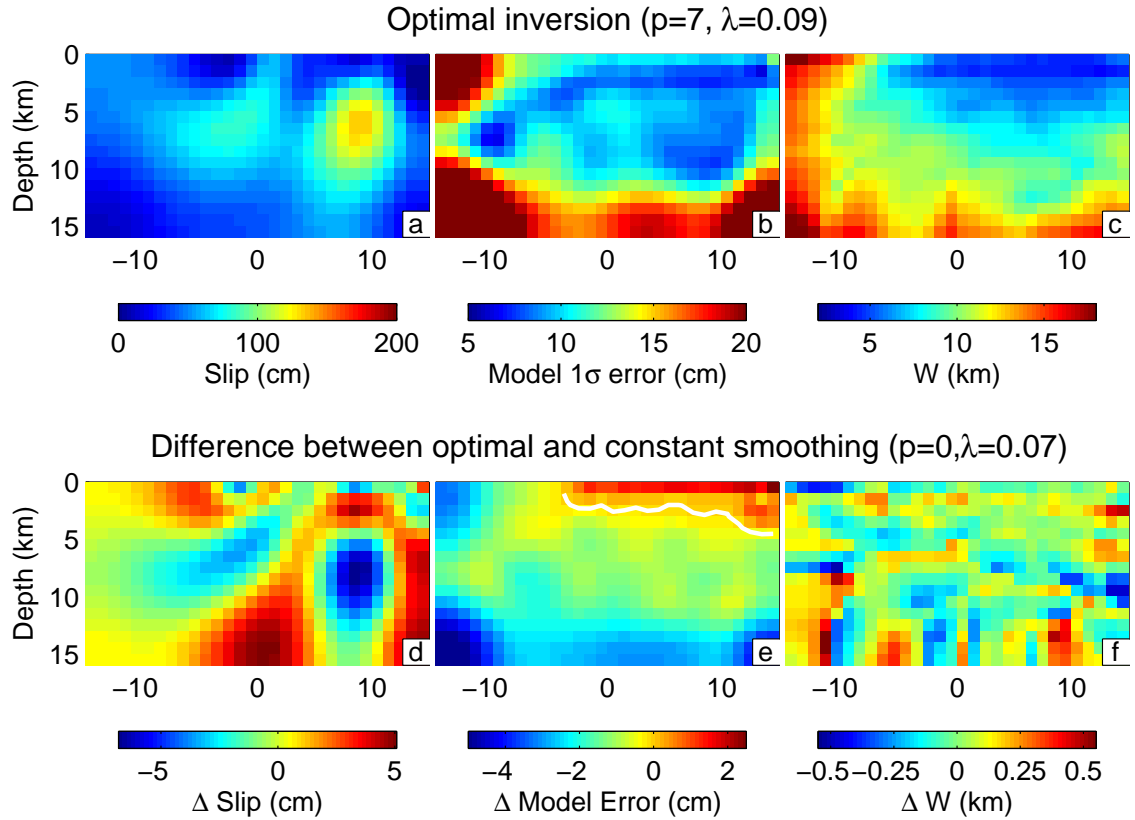 Optimal inversion (p=7, λ=0.09)
0
5
10
15
Depth (km)
a
b
c
−10 0 10
−10 0 10
−10 0 10
0 100 200
Slip (cm)
5 10 15 20
Model 1σ error (cm)
5 10 15
W (km)
Difference between optimal and constant smoothing (p=0,λ=0.07)
0
5
10
15
Depth (km)
d
e
f
−10 0 10
−10 0 10
−10 0 10
−5 0 5
Δ Slip (cm)
−4 −2 0 2
Δ Model Error (cm)
−0.5 −0.25 0 0.25 0.5
Δ W (km)